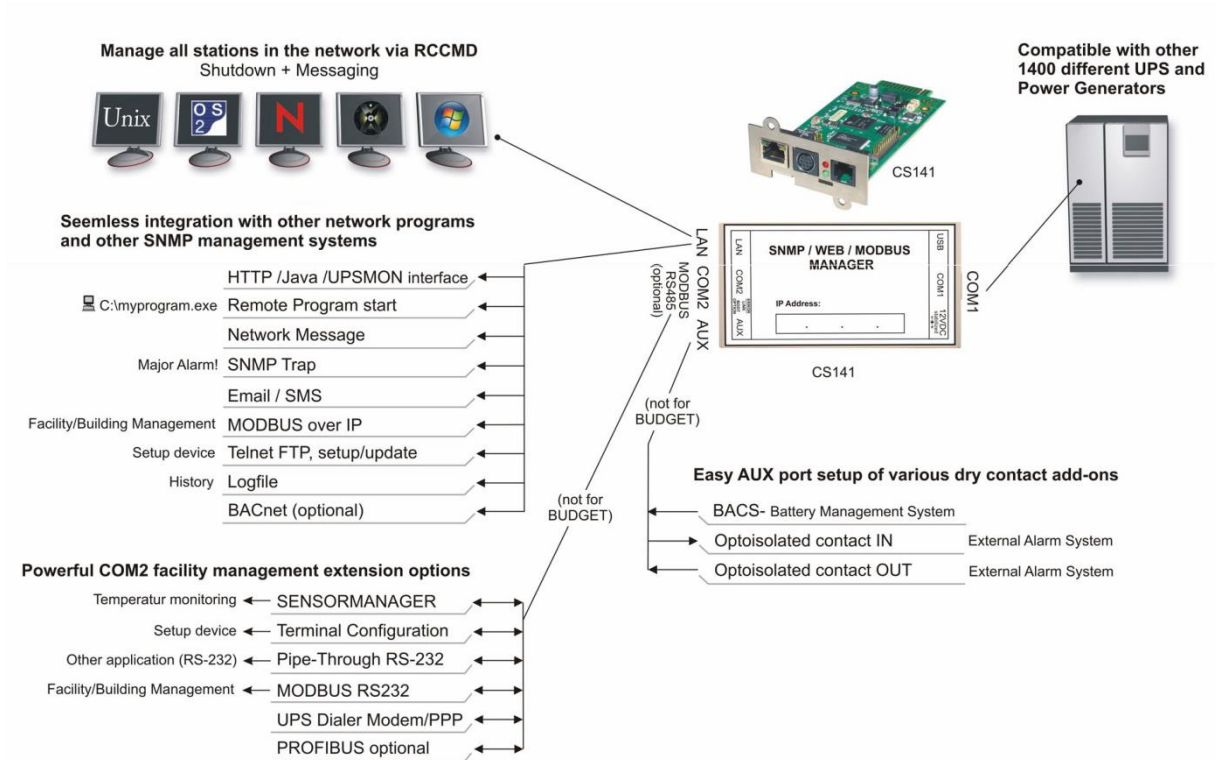 Manage all stations in the network via RCCMD
Shutdown + Messaging
Unix
OS
2
N
Compatible with other
1400 different UPS and
Power Generators
CS141
Seemless integration with other network programs
and other SNMP management systems
HTTP /Java /UPSMON interface
C:\myprogram.exe Remote Program start
Network Message
Major Alarm! SNMP Trap
Email / SMS
Facility/Building Management MODBUS over IP
Setup device Telnet FTP, setup/update
History Logfile
BACnet (optional)
LAN COM2 AUX
MODBUS
RS485
(optional)
LAN COM2 AUX
SNMP / WEB / MODBUS
MANAGER
IP Address:
. . .
USB COM1 12VDC
COM1
CS141
(not for
BUDGET)
(not for
BUDGET)
Easy AUX port setup of various dry contact add-ons
BACS- Battery Management System
Optoisolated contact IN External Alarm System
Optoisolated contact OUT External Alarm System
Powerful COM2 facility management extension options
Temperatur monitoring SENSORMANAGER
Setup device Terminal Configuration
Other application (RS-232) Pipe-Through RS-232
Facility/Building Management MODBUS RS232
UPS Dialer Modem/PPP
PROFIBUS optional